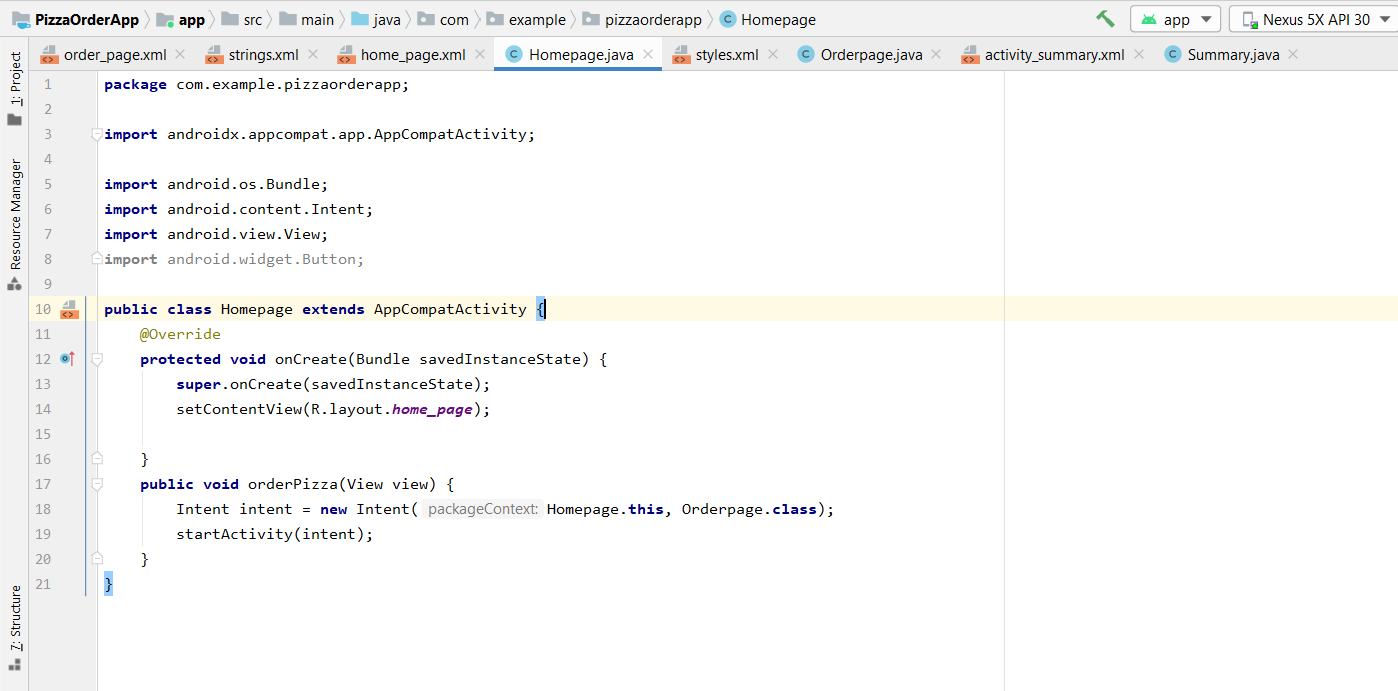 PizzaOrderApp app src main java com example pizzaorderapp Homepage app Nexus 5X API 30
order_page.xml strings.xml home_page.xml Homepage.java styles.xml Orderpage.java activity_summary.xml Summary.java
1: Project
Resource Manager
7: Structure
1 package com.example.pizzaorderapp;
2
3 import androidx.appcompat.app.AppCompatActivity;
4
5 import android.os.Bundle;
6 import android.content.Intent;
7 import android.view.View;
8 import android.widget.Button;
9
10 public class Homepage extends AppCompatActivity {
11     @Override
12     protected void onCreate(Bundle savedInstanceState) {
13         super.onCreate(savedInstanceState);
14         setContentView(R.layout.home_page);
15
16     }
17     public void orderPizza(View view) {
18         Intent intent = new Intent( packageContext: Homepage.this, Orderpage.class);
19         startActivity(intent);
20     }
21 }